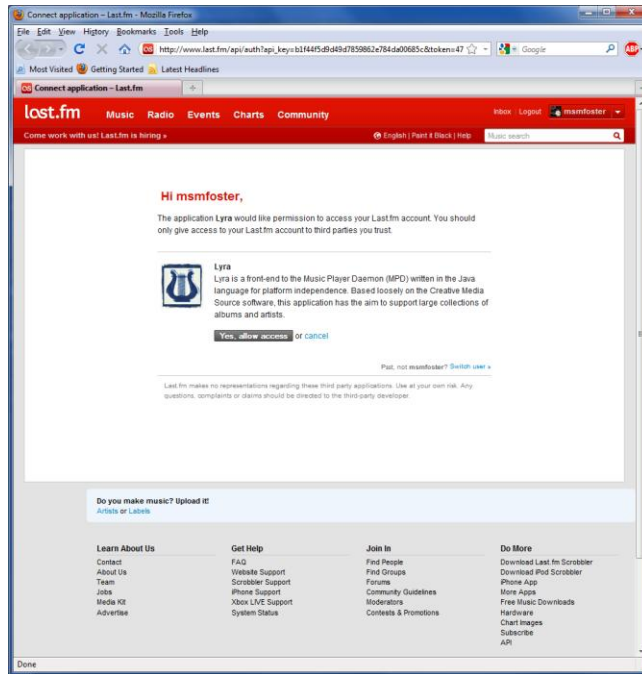 Connect application – Last.fm - Mozilla Firefox
File Edit View History Bookmarks Tools Help
http://www.last.fm/api/auth?api_key=b1f44f5d9d49d7859862e784da00685c&token=47
Google
ABP
Most Visited Getting Started Latest Headlines
Connect application – Last.fm
last.fm Music Radio Events Charts Community
Inbox Logout msmfoster
Come work with us! Last.fm is hiring »
English | Paint it Black | Help
Music search
Hi msmfoster,
The application Lyra would like permission to access your Last.fm account. You should
only give access to your Last.fm account to third parties you trust.
Lyra
Lyra is a front-end to the Music Player Daemon (MPD) written in the Java
language for platform independence. Based loosely on the Creative Media
Source software, this application has the aim to support large collections of
albums and artists.
Yes, allow access or cancel
Psst, not msmfoster? Switch user »
Last.fm makes no representations regarding these third party applications. Use at your own risk. Any
questions, complaints or claims should be directed to the third-party developer.
Do you make music? Upload it!
Artists or Labels
Learn About Us
Contact
About Us
Team
Jobs
Media Kit
Advertise
Get Help
FAQ
Website Support
Scrobbler Support
iPhone Support
Xbox LIVE Support
System Status
Join In
Find People
Find Groups
Forums
Community Guidelines
Moderators
Contests & Promotions
Do More
Download Last.fm Scrobbler
Download iPod Scrobbler
iPhone App
More Apps
Free Music Downloads
Hardware
Chart Images
Subscribe
API
Done